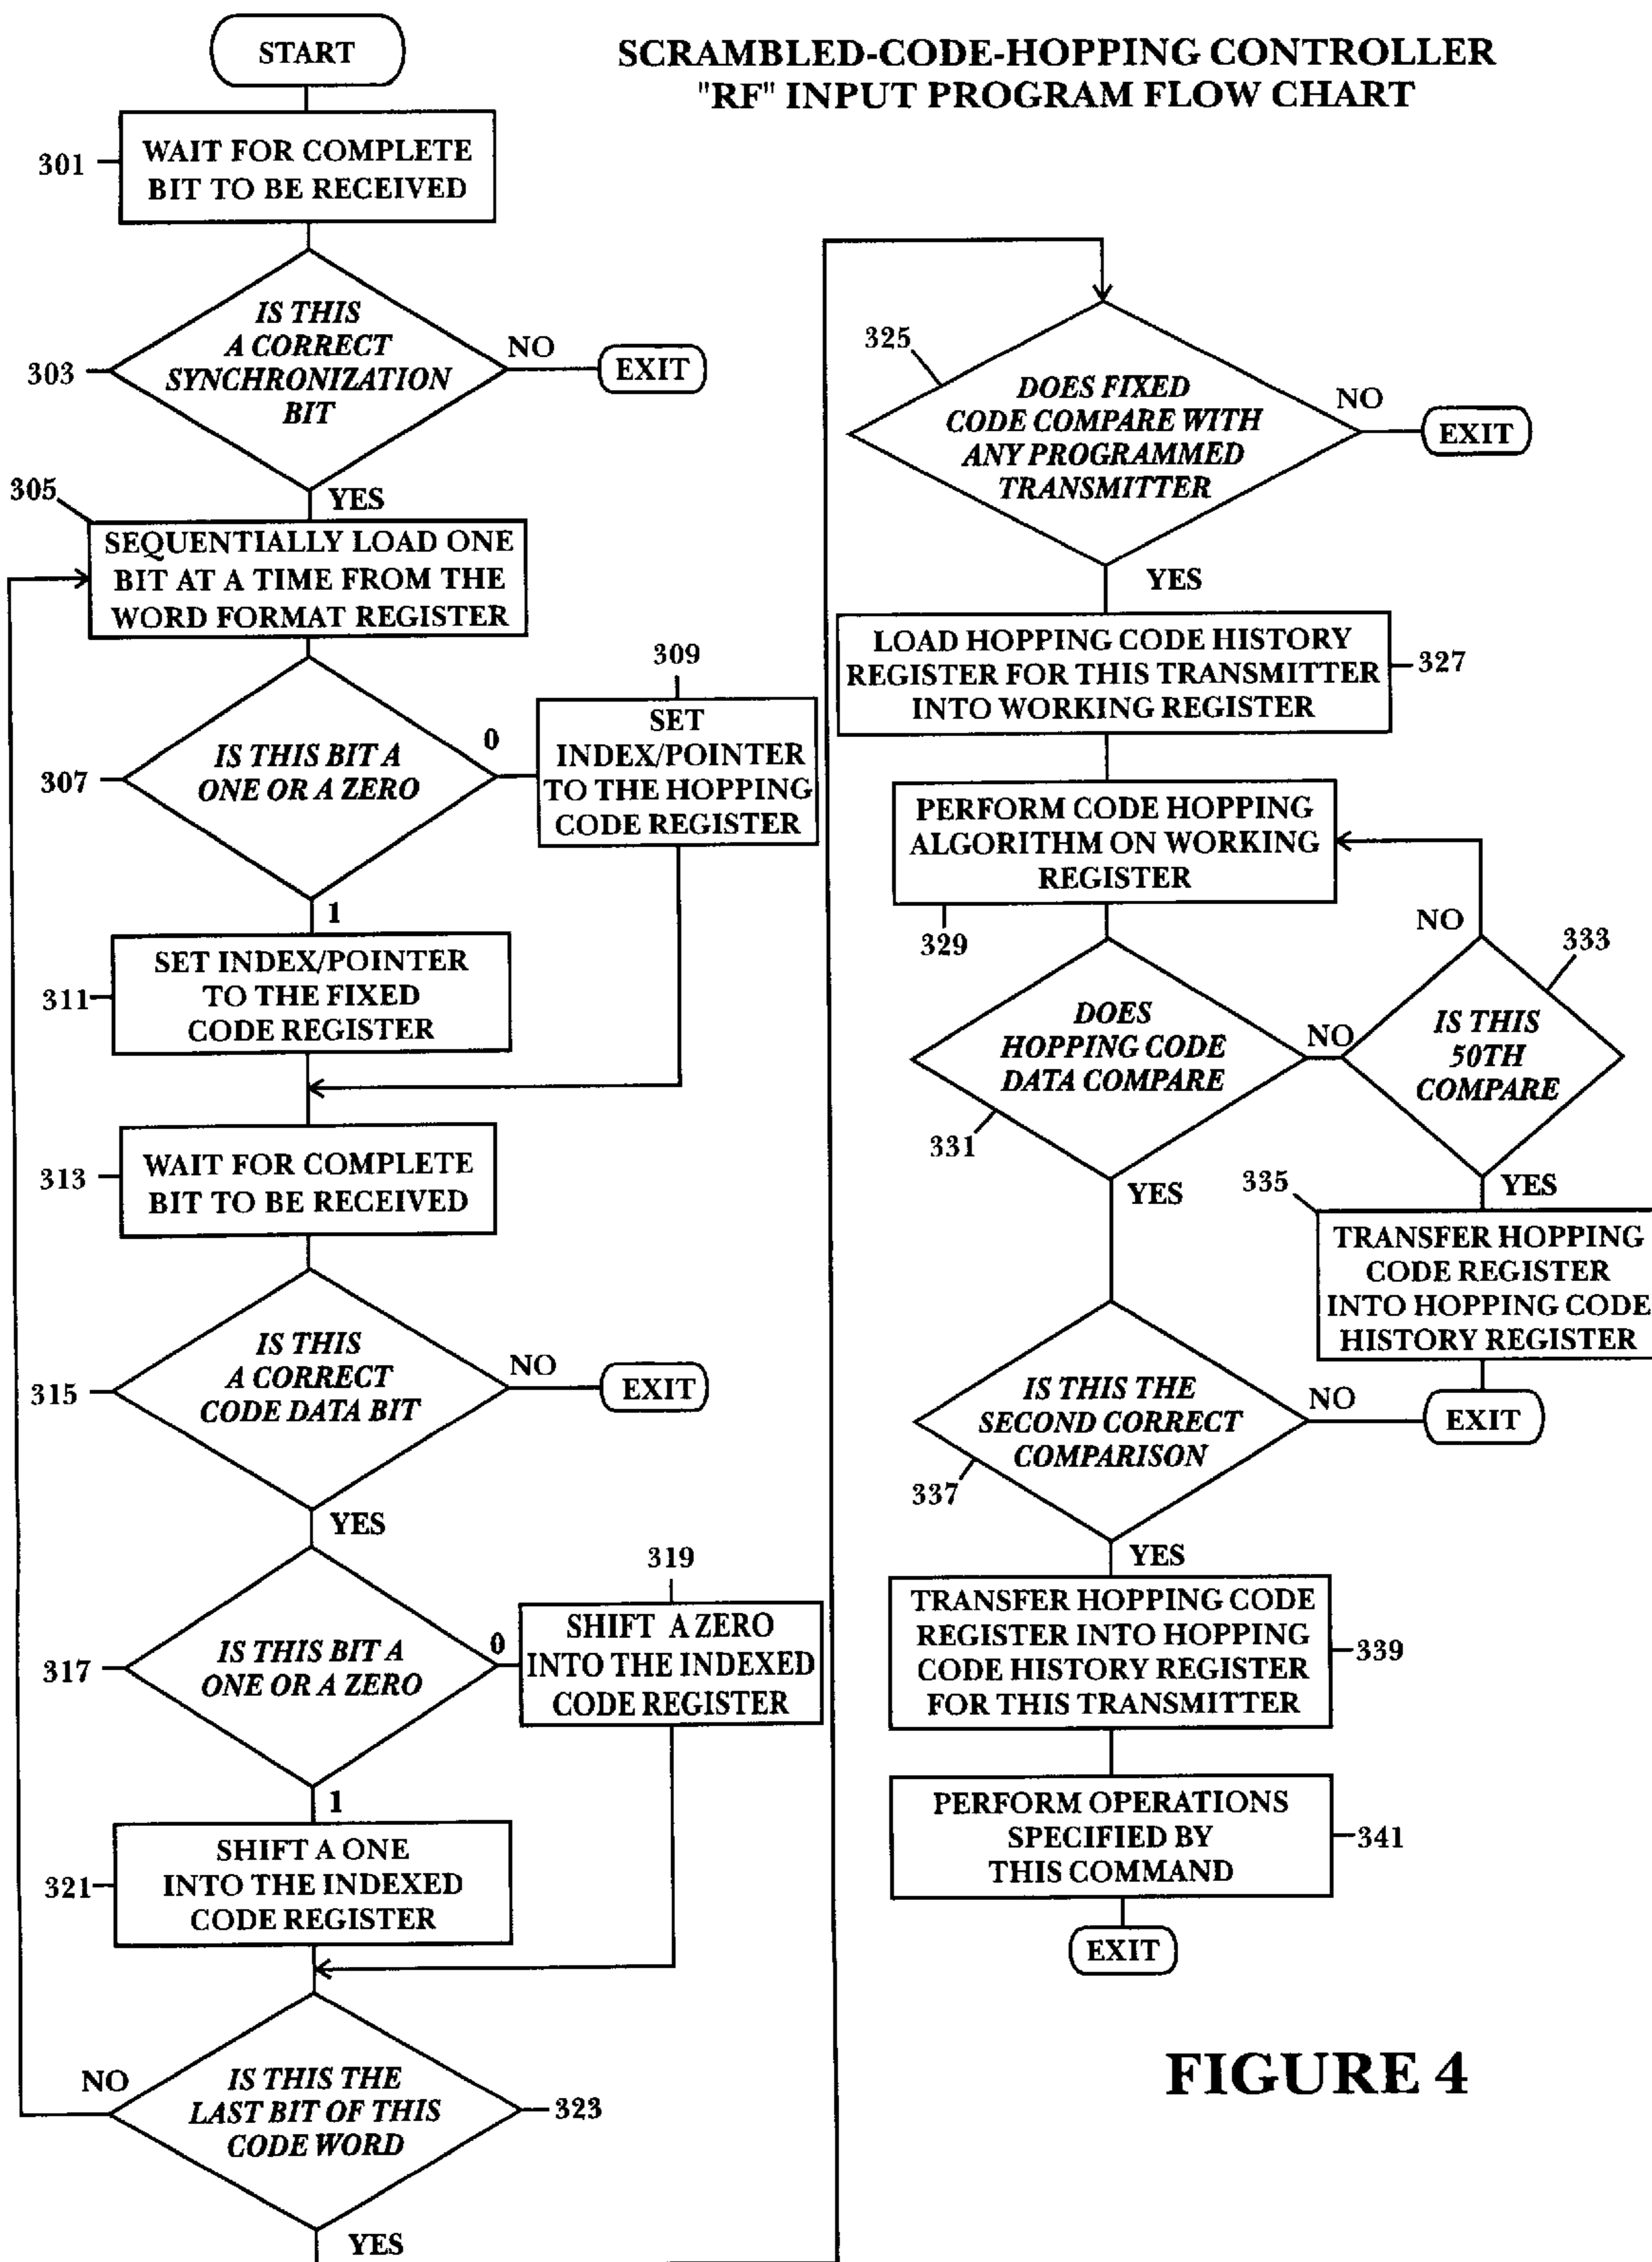 SCRAMBLED-CODE-HOPPING CONTROLLER
"RF" INPUT PROGRAM FLOW CHART
START
301
WAIT FOR COMPLETE
BIT TO BE RECEIVED
303
IS THIS
A CORRECT
SYNCHRONIZATION
BIT
NO
EXIT
YES
305
SEQUENTIALLY LOAD ONE
BIT AT A TIME FROM THE
WORD FORMAT REGISTER
307
IS THIS BIT A
ONE OR A ZERO
0
309
SET
INDEX/POINTER
TO THE HOPPING
CODE REGISTER
1
311
SET INDEX/POINTER
TO THE FIXED
CODE REGISTER
313
WAIT FOR COMPLETE
BIT TO BE RECEIVED
315
IS THIS
A CORRECT
CODE DATA BIT
NO
EXIT
YES
317
IS THIS BIT A
ONE OR A ZERO
0
319
SHIFT A ZERO
INTO THE INDEXED
CODE REGISTER
1
321
SHIFT A ONE
INTO THE INDEXED
CODE REGISTER
NO
IS THIS THE
LAST BIT OF THIS
CODE WORD
323
YES
325
DOES FIXED
CODE COMPARE WITH
ANY PROGRAMMED
TRANSMITTER
NO
EXIT
YES
LOAD HOPPING CODE HISTORY
REGISTER FOR THIS TRANSMITTER
INTO WORKING REGISTER
327
PERFORM CODE HOPPING
ALGORITHM ON WORKING
REGISTER
329
DOES
HOPPING CODE
DATA COMPARE
331
NO
NO
333
IS THIS
50TH
COMPARE
YES
YES
335
TRANSFER HOPPING
CODE REGISTER
INTO HOPPING CODE
HISTORY REGISTER
EXIT
IS THIS THE
SECOND CORRECT
COMPARISON
NO
337
YES
TRANSFER HOPPING CODE
REGISTER INTO HOPPING
CODE HISTORY REGISTER
FOR THIS TRANSMITTER
339
PERFORM OPERATIONS
SPECIFIED BY
THIS COMMAND
341
EXIT
FIGURE 4